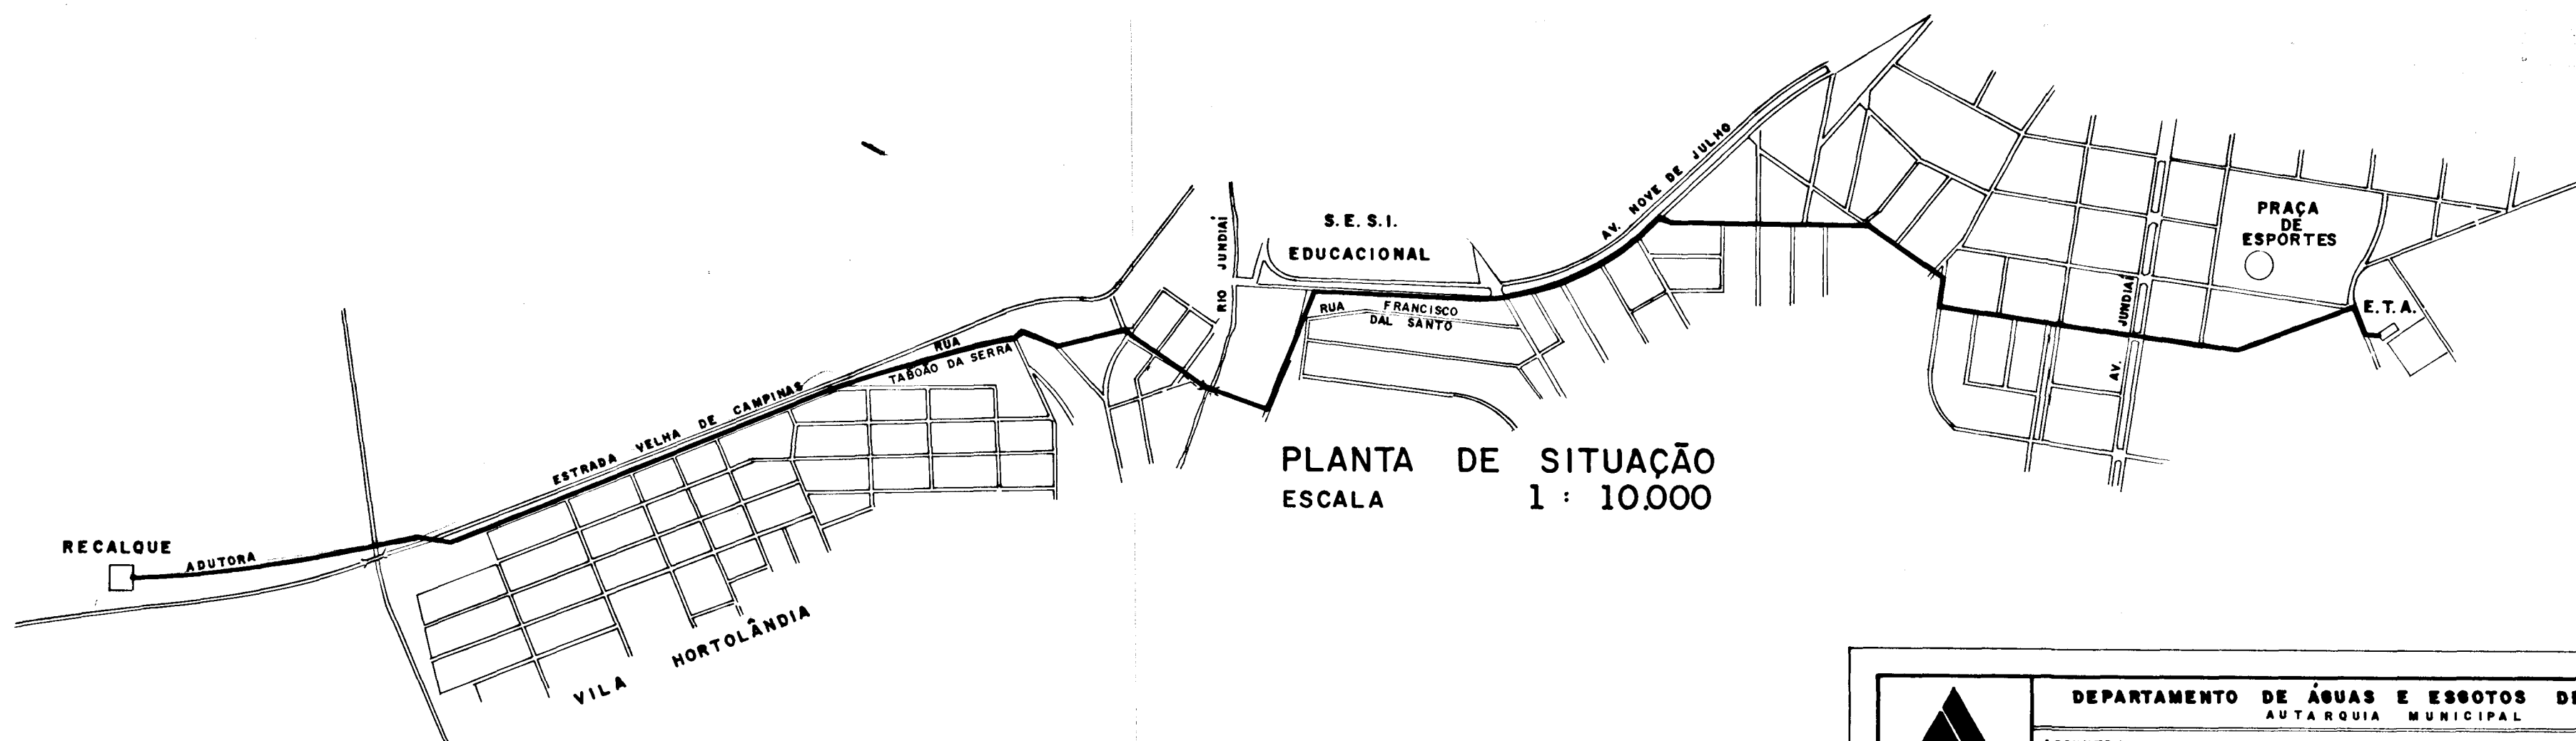 RECALQUE
ADUTORA
ESTRADA VELHA DE CAMPINAS
VILA HORTOLÂNDIA
RUA
TABOÃO DA SERRA
RIO JUNDIAÍ
S. E. S. I.
EDUCACIONAL
RUA FRANCISCO
DAL SANTO
AV. NOVE DE JULHO
PRAÇA
DE
ESPORTES
AV. JUNDIAÍ
E. T. A.
PLANTA DE SITUAÇÃO
ESCALA 1 : 10.000
DEPARTAMENTO DE ÁGUAS E ESGOTOS DE
AUTARQUIA MUNICIPAL